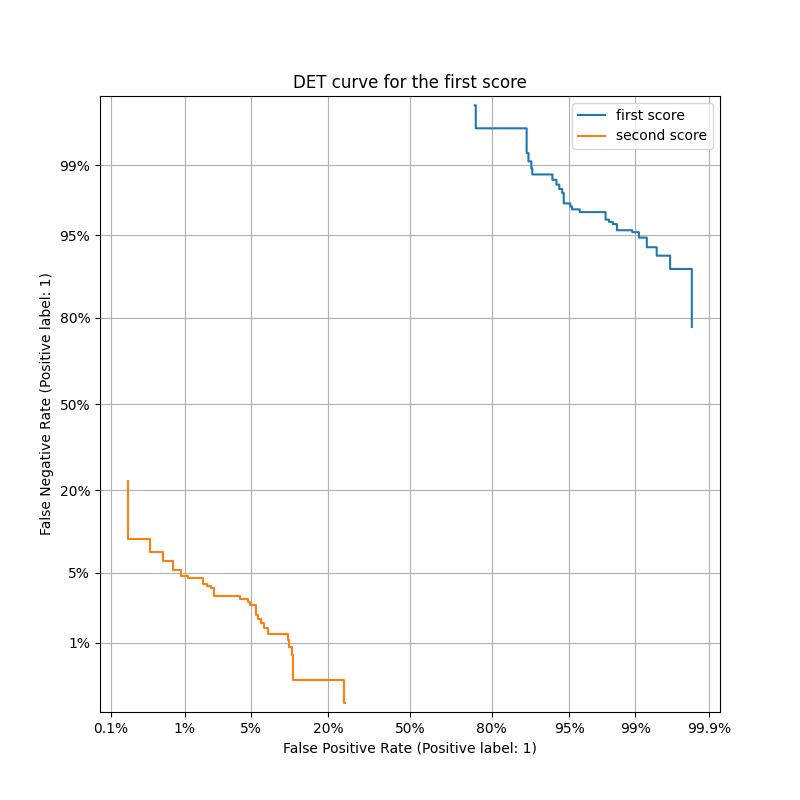 DET curve for the first score
first score
second score
99%
95%
80%
50%
20%
5%
1%
False Negative Rate (Positive label: 1)
0.1% 1% 5% 20% 50% 80% 95% 99% 99.9%
False Positive Rate (Positive label: 1)